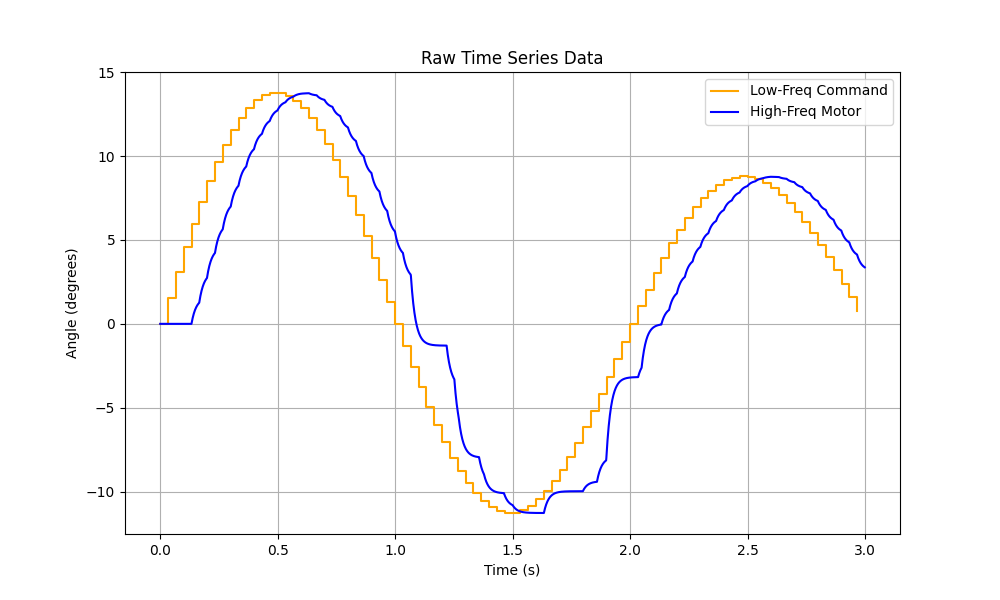 Raw Time Series Data
Low-Freq Command
High-Freq Motor
Angle (degrees)
15
10
5
0
−5
−10
0.0 0.5 1.0 1.5 2.0 2.5 3.0
Time (s)